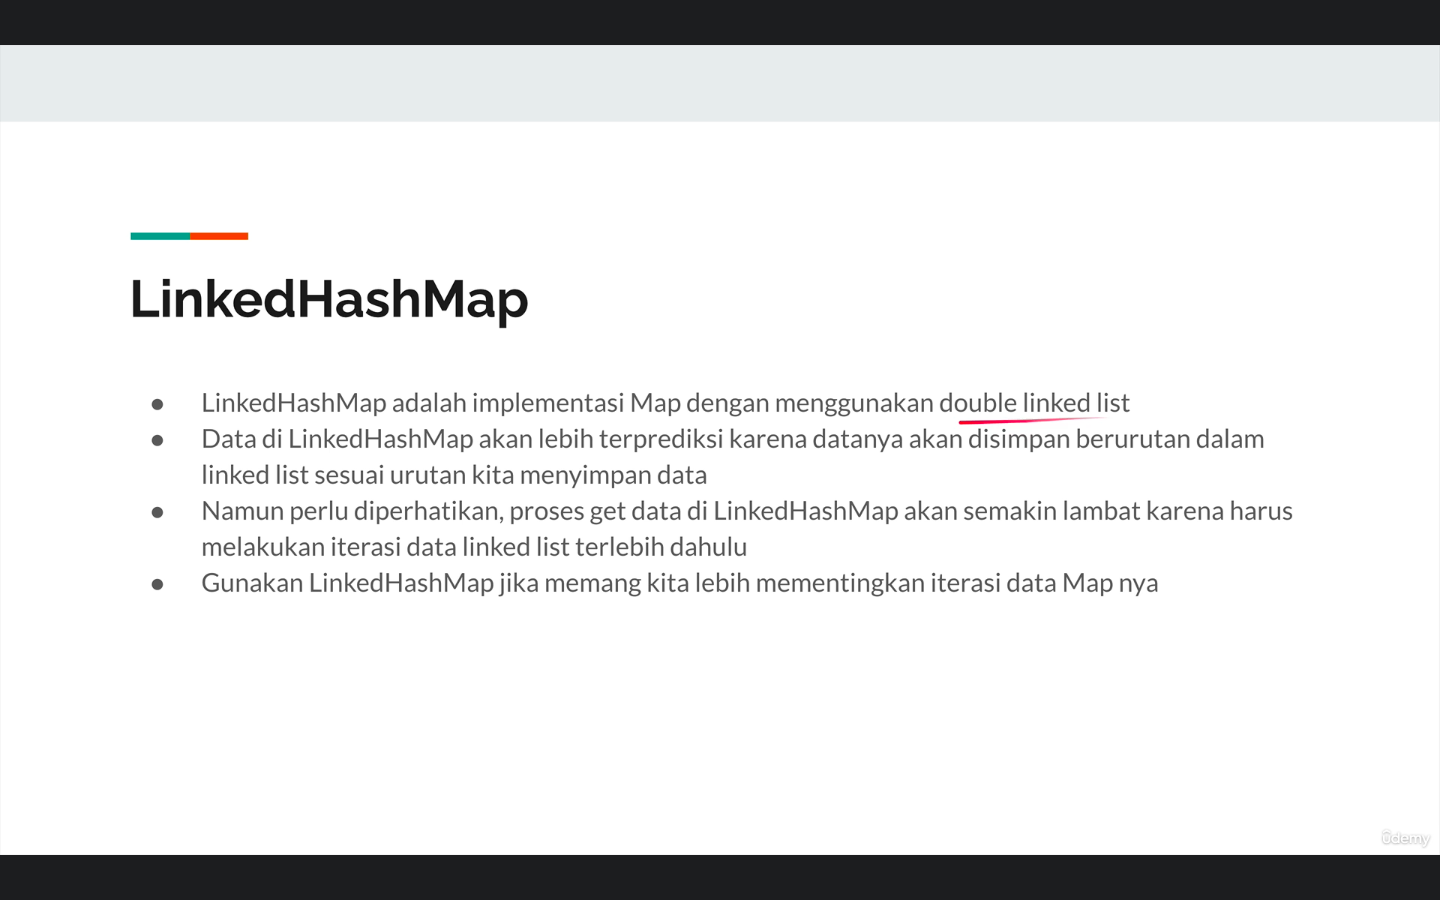 LinkedHashMap
● LinkedHashMap adalah implementasi Map dengan menggunakan double linked list
● Data di LinkedHashMap akan lebih terprediksi karena datanya akan disimpan berurutan dalam
linked list sesuai urutan kita menyimpan data
● Namun perlu diperhatikan, proses get data di LinkedHashMap akan semakin lambat karena harus
melakukan iterasi data linked list terlebih dahulu
● Gunakan LinkedHashMap jika memang kita lebih mementingkan iterasi data Map nya
ûdemy